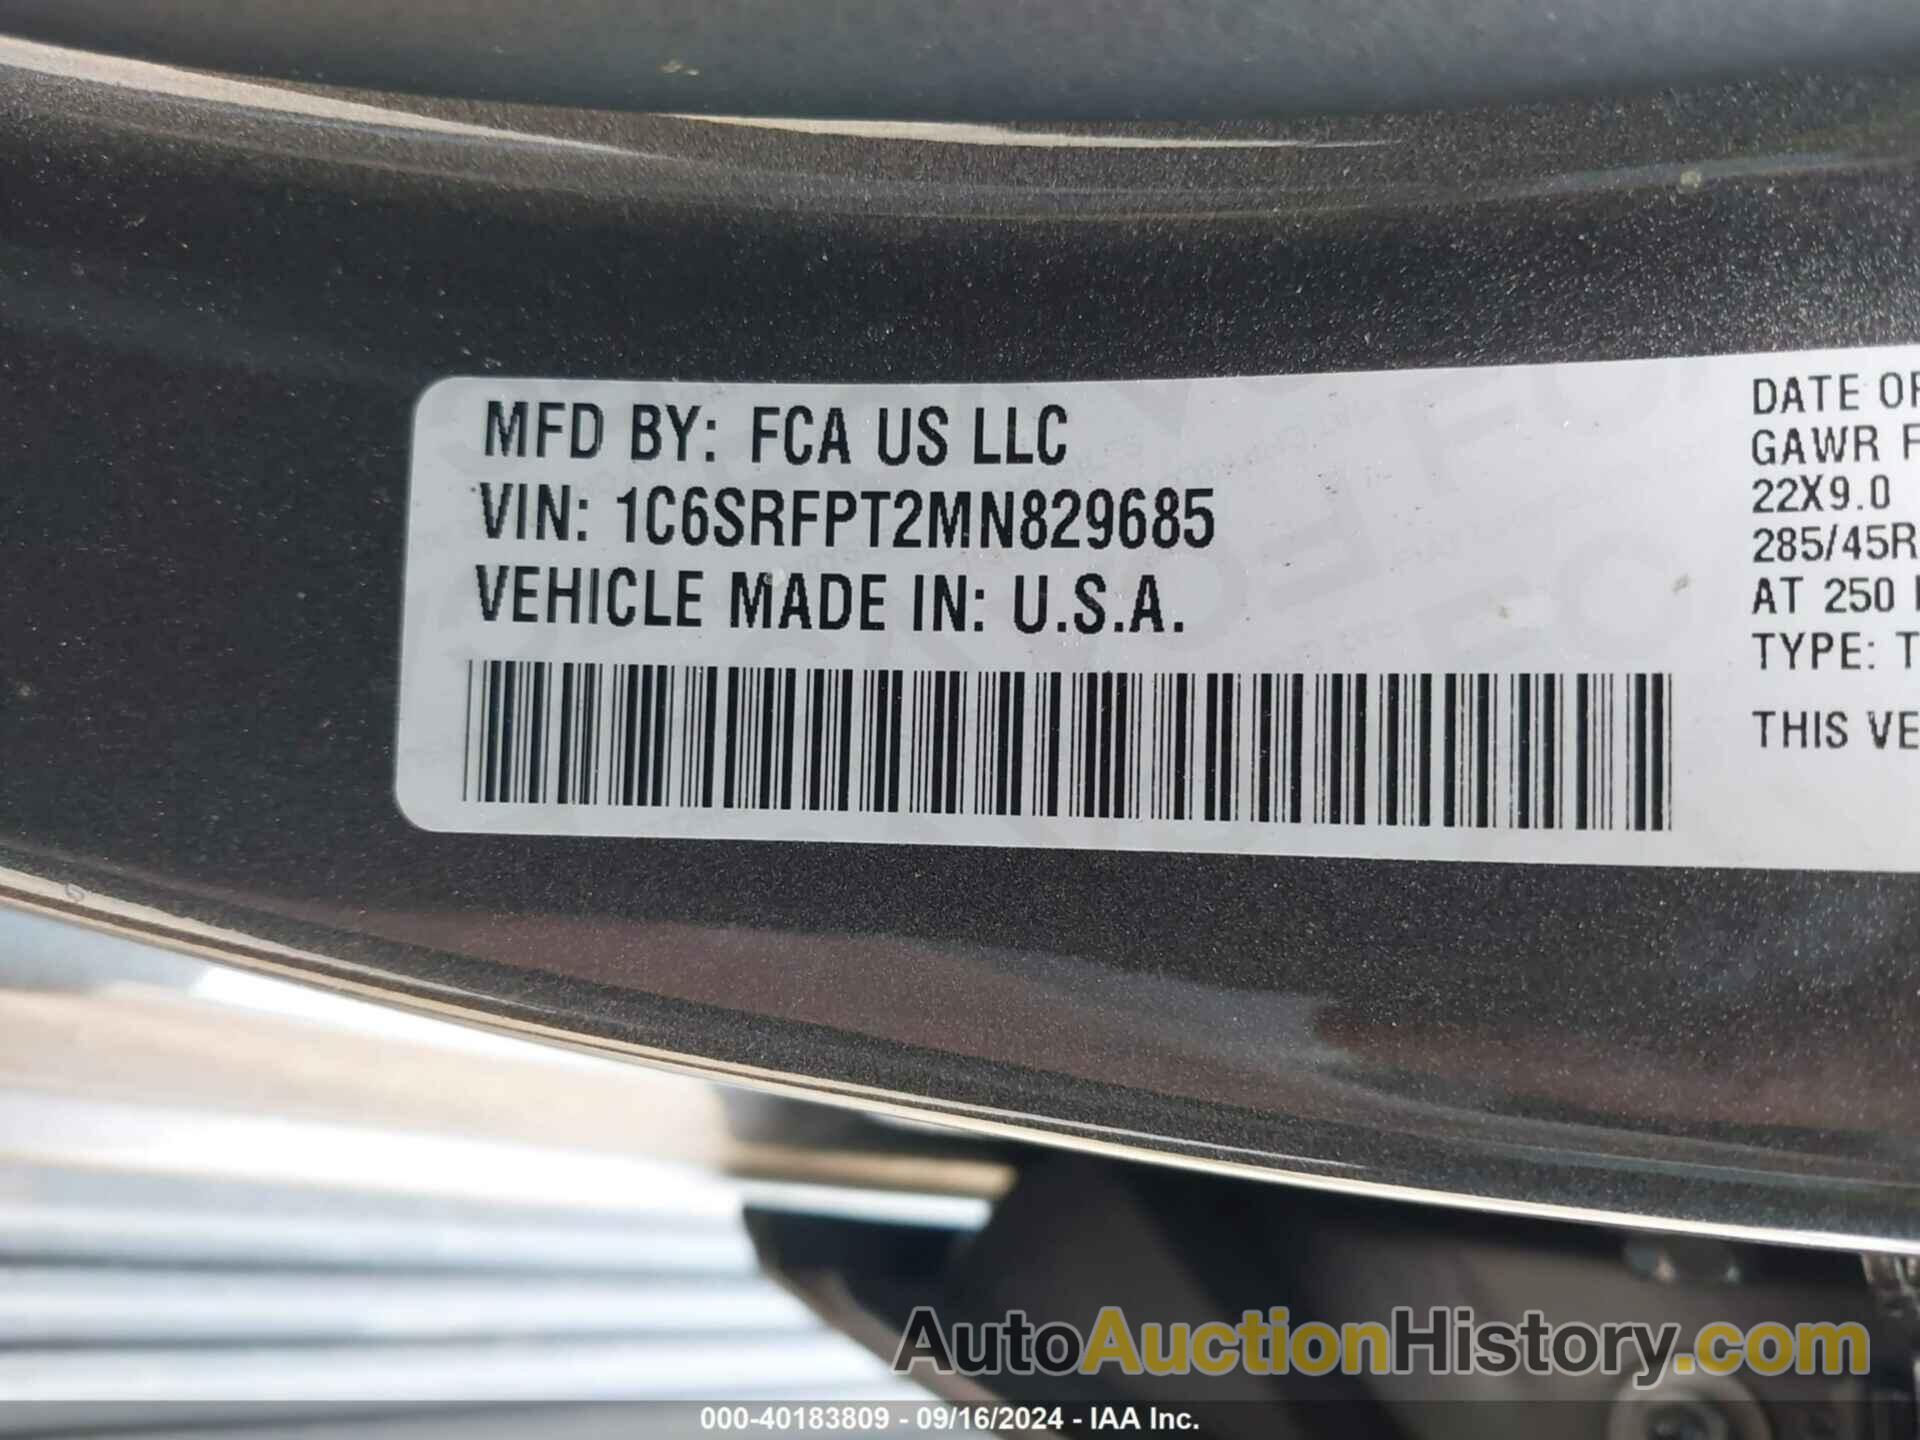 MFD BY: FCA US LLC
VIN: 1C6SRFPT2MN829685
VEHICLE MADE IN: U.S.A.
DATE OF
GAWR F
22X9.0
285/45R
AT 250
TYPE: T
THIS VE
AutoAuctionHistory.com
000-40183809 - 09/16/2024 - IAA Inc.